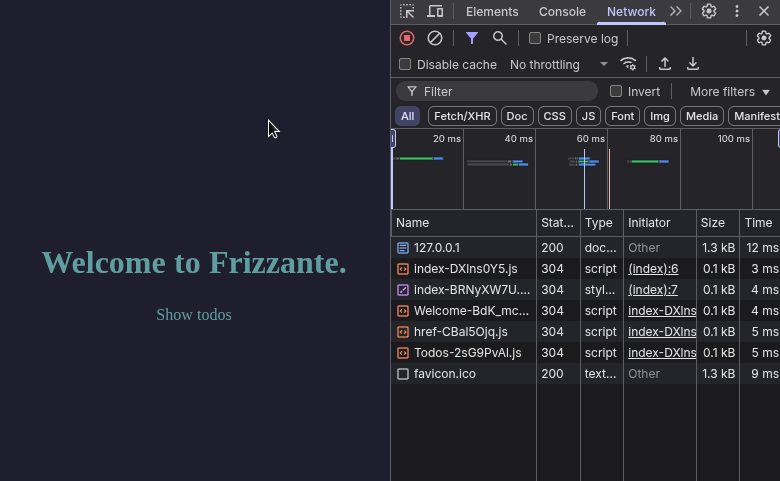 Welcome to Frizzante.
Show todos
Elements Console Network
Preserve log
Disable cache No throttling
Filter Invert More filters
All Fetch/XHR Doc CSS JS Font Img Media Manifest
20 ms 40 ms 60 ms 80 ms 100 ms
Name Stat... Type Initiator Size Time
127.0.0.1 200 doc... Other 1.3 kB 12 ms
index-DXIns0Y5.js 304 script (index):6 0.1 kB 3 ms
index-BRNyXW7U.... 304 styl... (index):7 0.1 kB 4 ms
Welcome-BdK_mc... 304 script index-DXIns 0.1 kB 4 ms
href-CBal5Ojq.js 304 script index-DXIns 0.1 kB 5 ms
Todos-2sG9PvAl.js 304 script index-DXIns 0.1 kB 5 ms
favicon.ico 200 text... Other 1.3 kB 9 ms